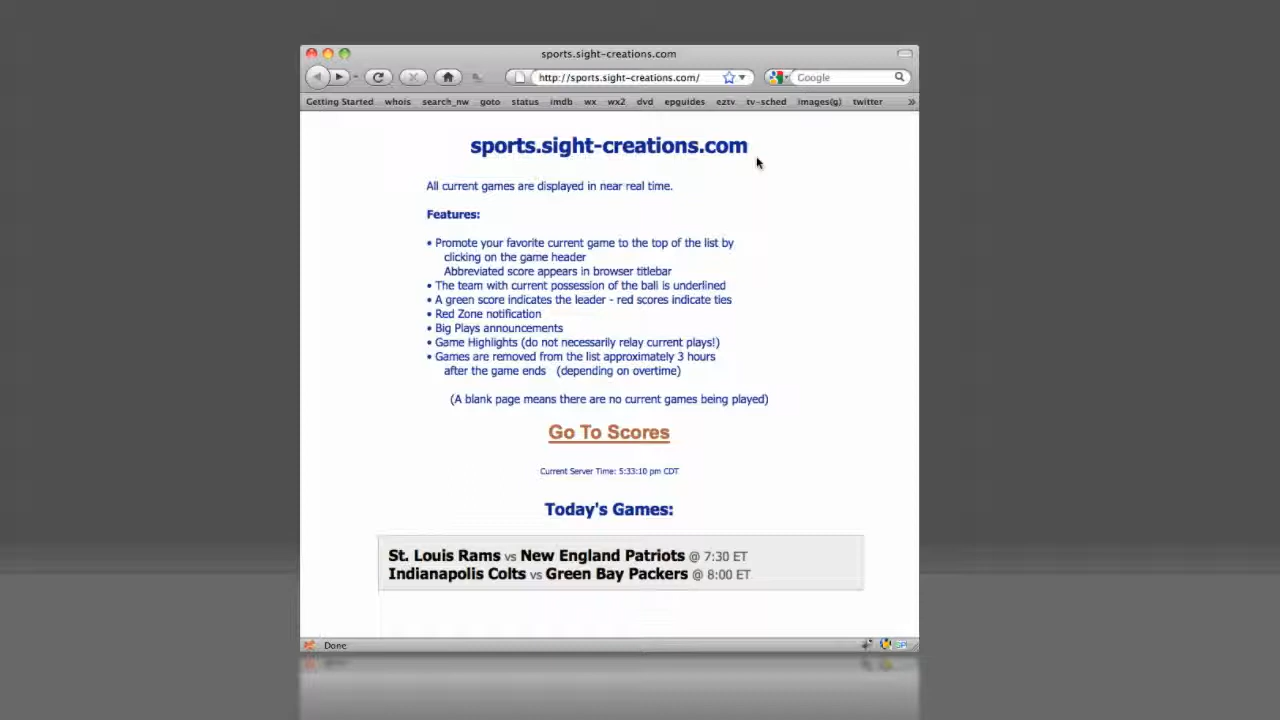 sports.sight-creations.com
http://sports.sight-creations.com/
Google
Getting Started whois search_nw goto status imdb wx wx2 dvd epguides eztv tv-sched images(g) twitter »
sports.sight-creations.com
All current games are displayed in near real time.
Features:
• Promote your favorite current game to the top of the list by
clicking on the game header
Abbreviated score appears in browser titlebar
• The team with current possession of the ball is underlined
• A green score indicates the leader - red scores indicate ties
• Red Zone notification
• Big Plays announcements
• Game Highlights (do not necessarily relay current plays!)
• Games are removed from the list approximately 3 hours
after the game ends (depending on overtime)
(A blank page means there are no current games being played)
Go To Scores
Current Server Time: 5:33:10 pm CDT
Today's Games:
St. Louis Rams vs New England Patriots @ 7:30 ET
Indianapolis Colts vs Green Bay Packers @ 8:00 ET
Done